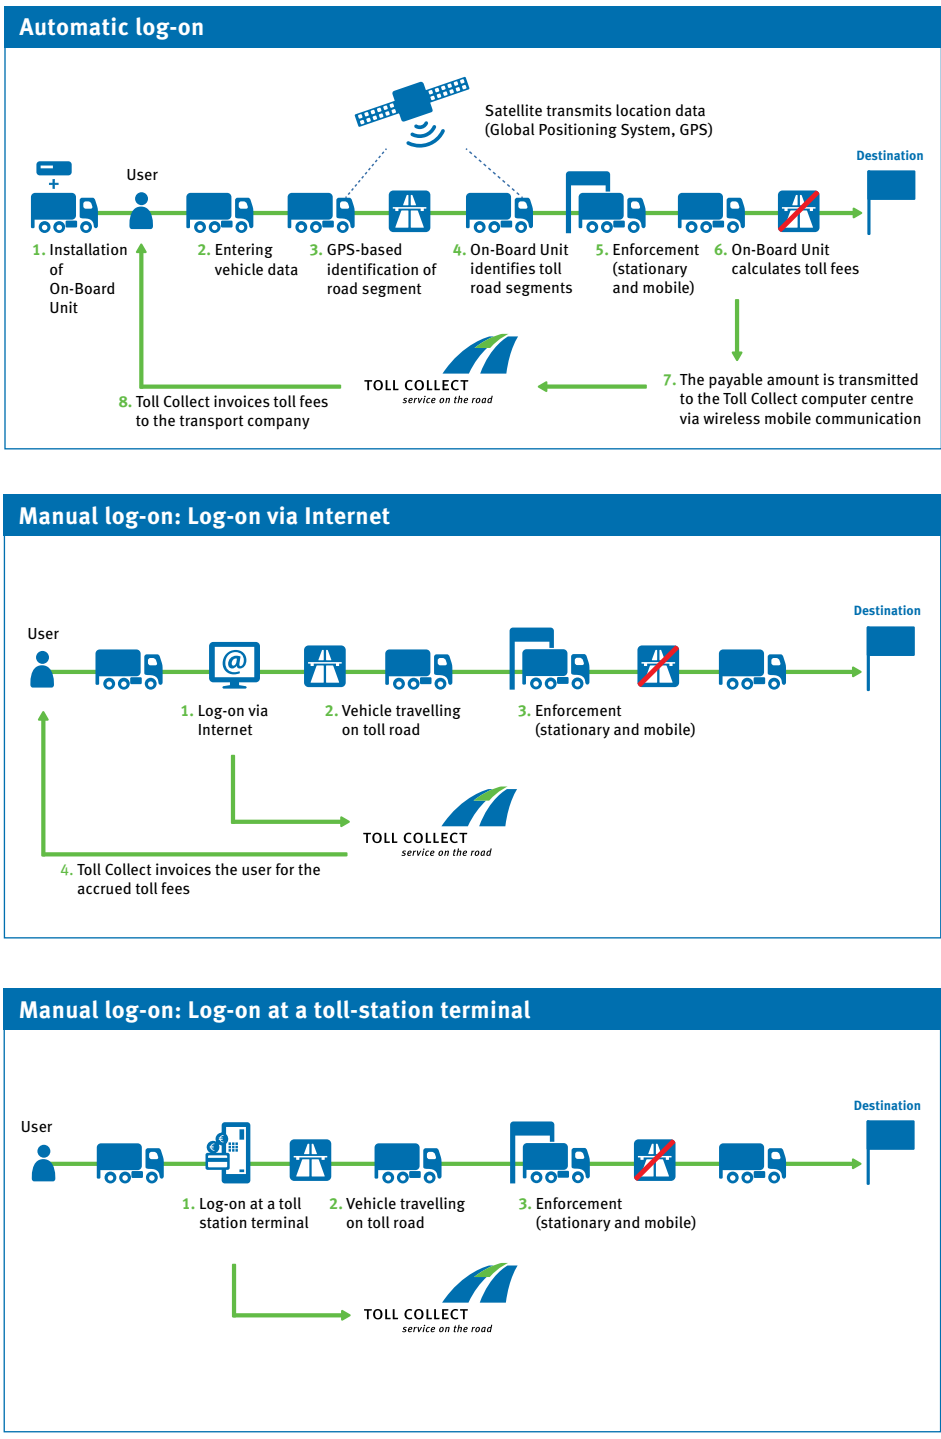 Automatic log-on
Satellite transmits location data
(Global Positioning System, GPS)
Destination
+
User
1. Installation
of
On-Board
Unit
2. Entering
vehicle data
3. GPS-based
identification of
road segment
4. On-Board Unit
identifies toll
road segments
5. Enforcement
(stationary
and mobile)
6. On-Board Unit
calculates toll fees
7. The payable amount is transmitted
to the Toll Collect computer centre
via wireless mobile communication
TOLL COLLECT
service on the road
8. Toll Collect invoices toll fees
to the transport company
Manual log-on: Log-on via Internet
Destination
User
@
1. Log-on via
Internet
2. Vehicle travelling
on toll road
3. Enforcement
(stationary and mobile)
TOLL COLLECT
service on the road
4. Toll Collect invoices the user for the
accrued toll fees
Manual log-on: Log-on at a toll-station terminal
Destination
User
€
€
1. Log-on at a toll
station terminal
2. Vehicle travelling
on toll road
3. Enforcement
(stationary and mobile)
TOLL COLLECT
service on the road